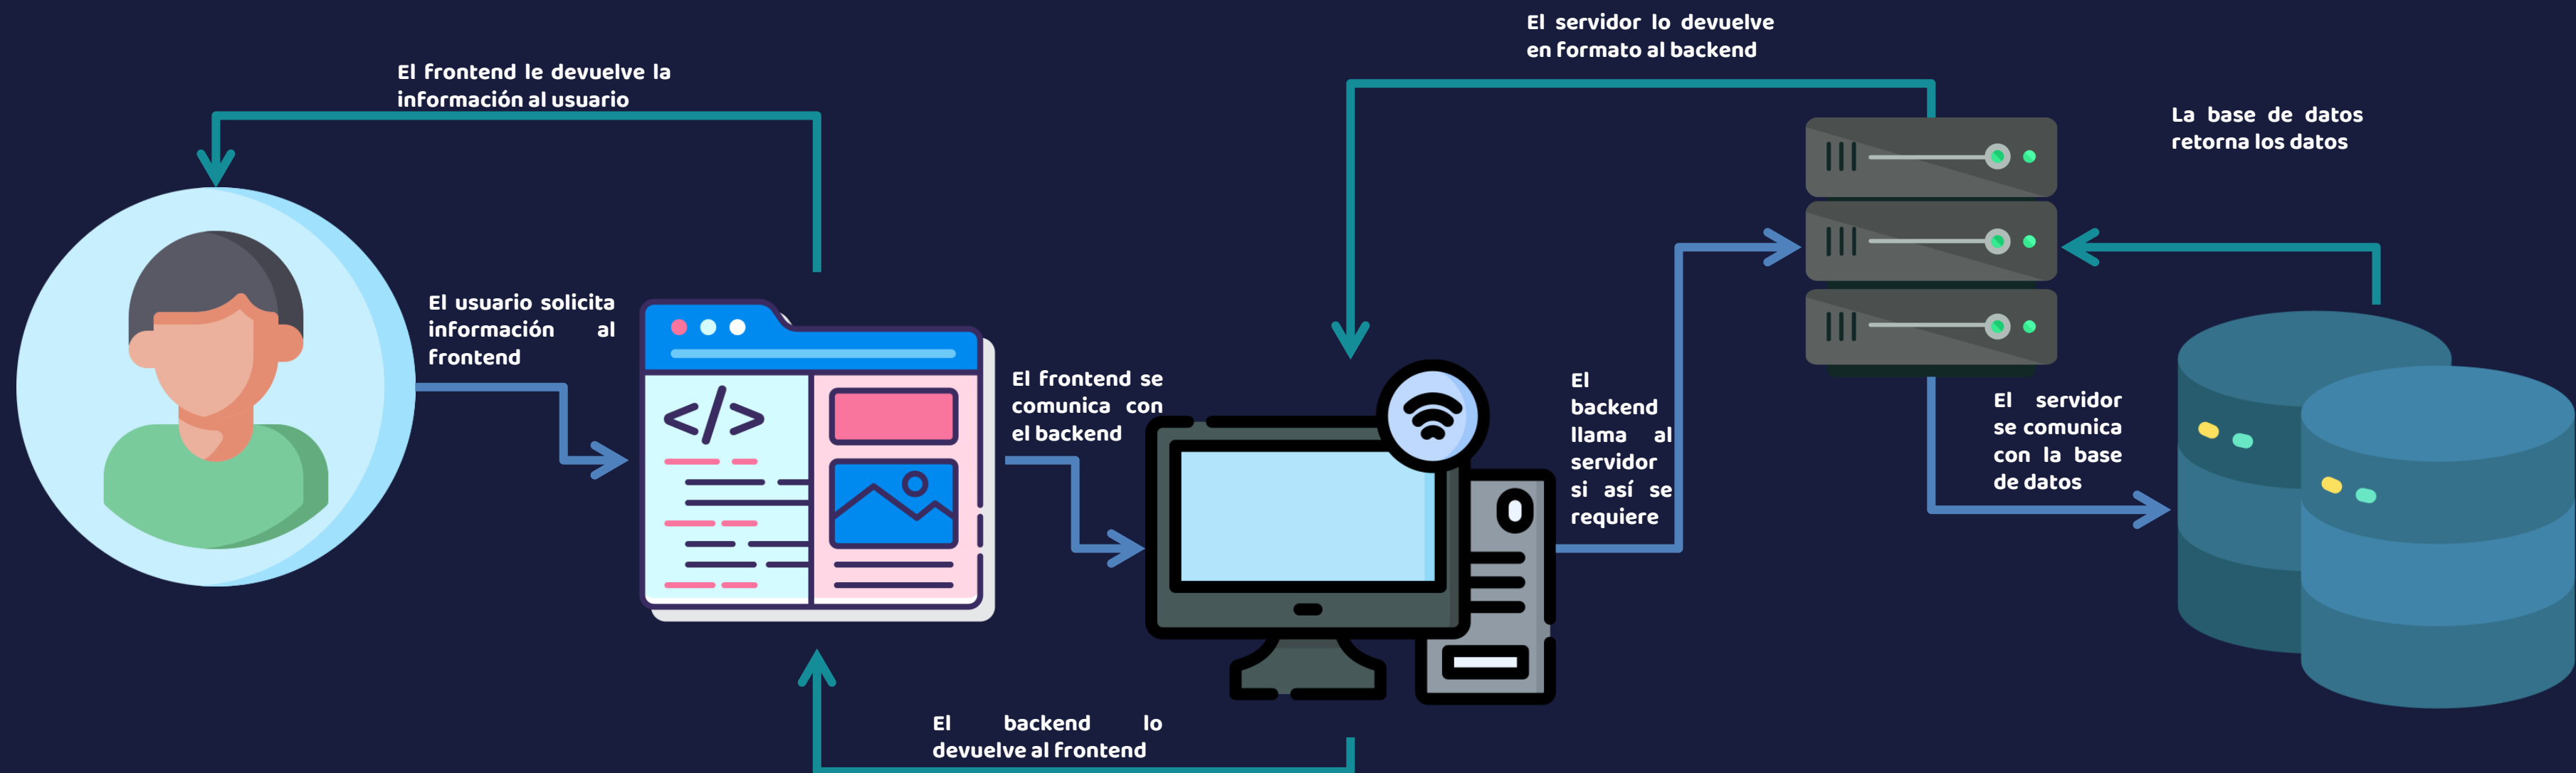 El servidor lo devuelve
en formato al backend
El frontend le devuelve la
información al usuario
La base de datos
retorna los datos
El usuario solicita
información al
frontend
El frontend se
comunica con
el backend
El
backend
llama al
servidor
si así se
requiere
El servidor
se comunica
con la base
de datos
El backend lo
devuelve al frontend